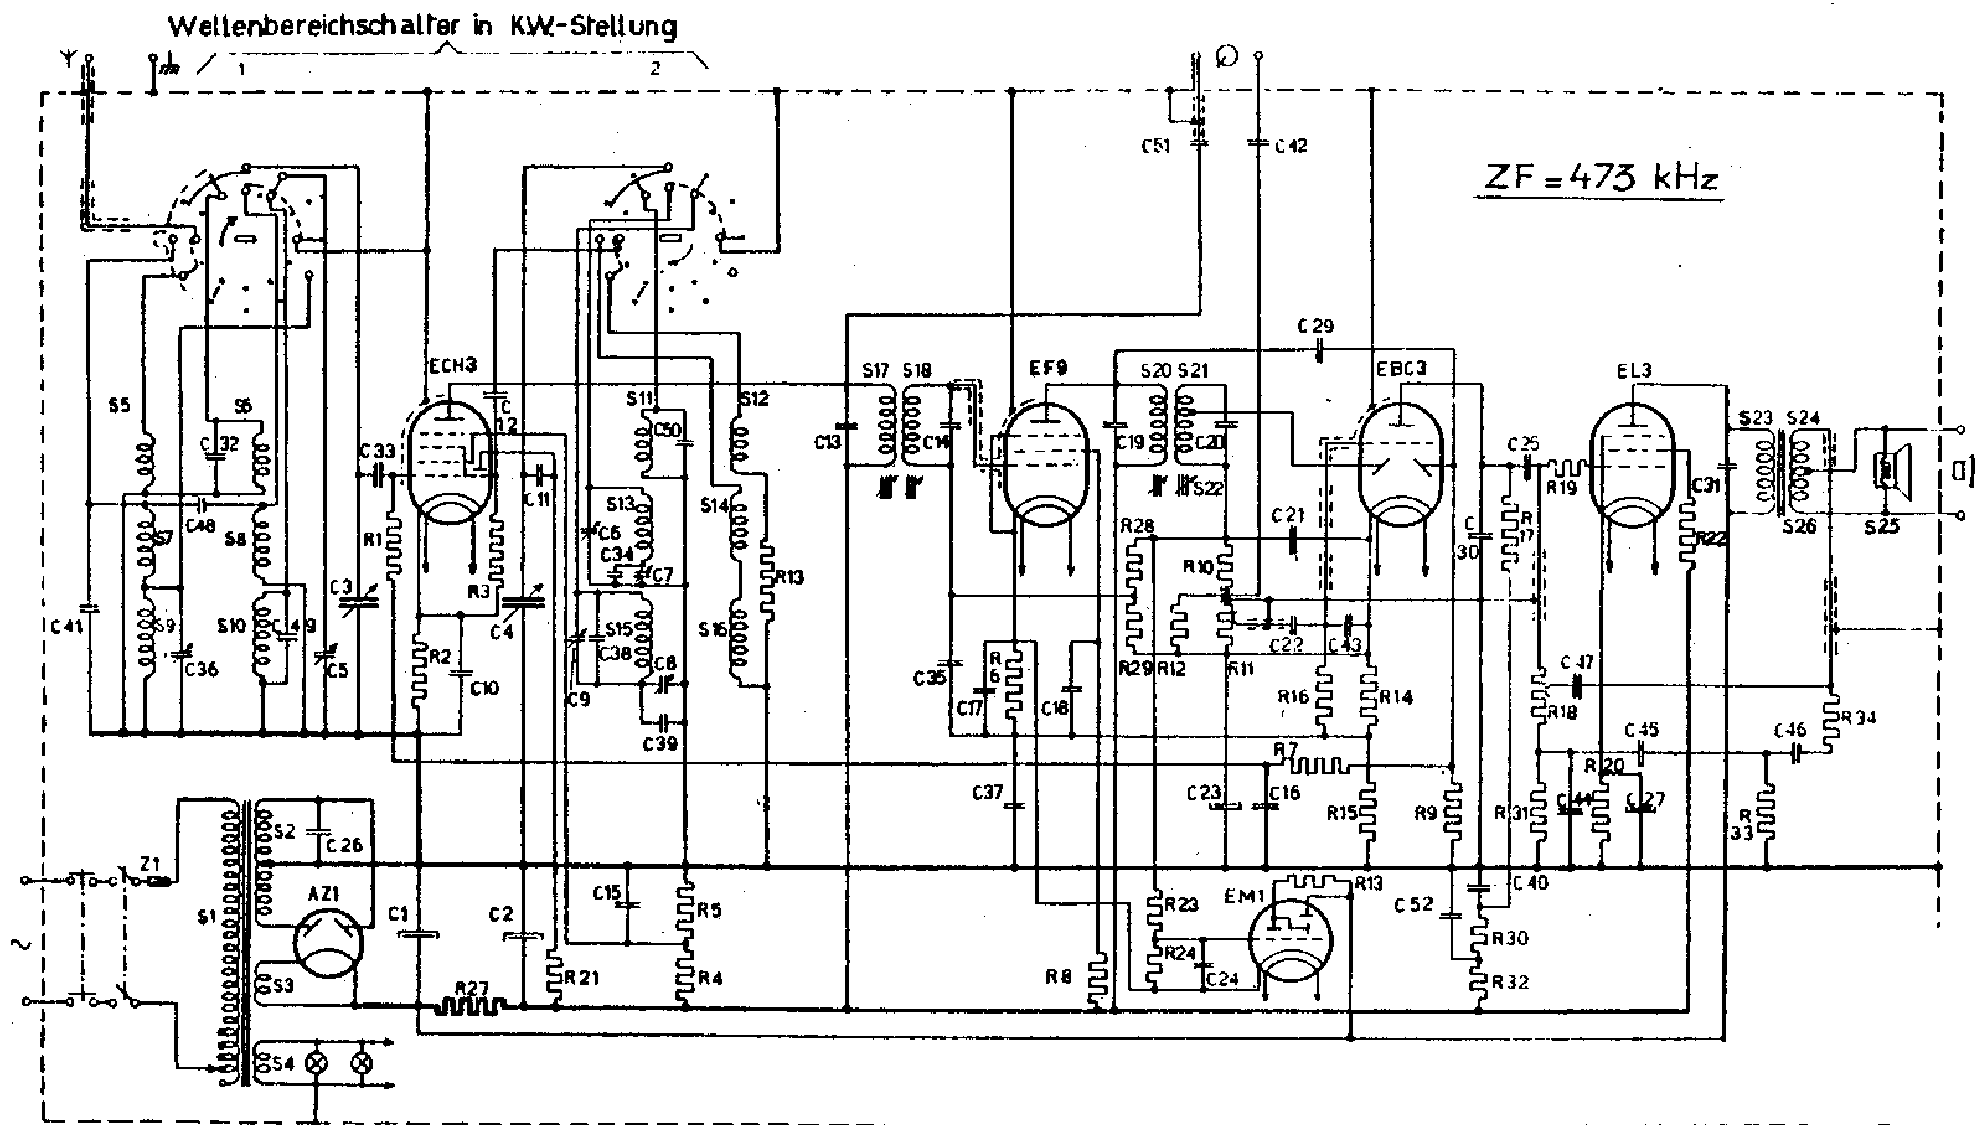 Wellenbereichschalter in KW.-Stellung
1 2
C51 C42
ZF = 473 kHz
C29
ECH3 S17 S18 EF9 S20 S21 EBC3 EL3
S5 S6 C12 S11 C50 S12 S23 S24
C32 C33 C13 C14 C19 C20 C25
C11 S22 R19 C31
C48 S13 S14 R28 C21 C30 R17 S26 S25
S7 S8 R1 C6 C34 R22
C7 R13 R10
C3 R3
C41 S9 S10 C49 C4 S15 S16
C38 C22 C43
R2 C8 R29 R12 R11
C36 C5 C10 C9 C35 R6 R16 R14 C47
C17 C18 R18 R34
C39 C45 C46
R7 R20
C37 C23 C16 R15 R9 R31 C44 C27 R33
S2 C26
Z1
AZ1 EM1 R13 C40
S1 C1 C2 C15 R5 R23 C52
R24 R30
S3 R27 R21 R4 R8 C24 R32
S4